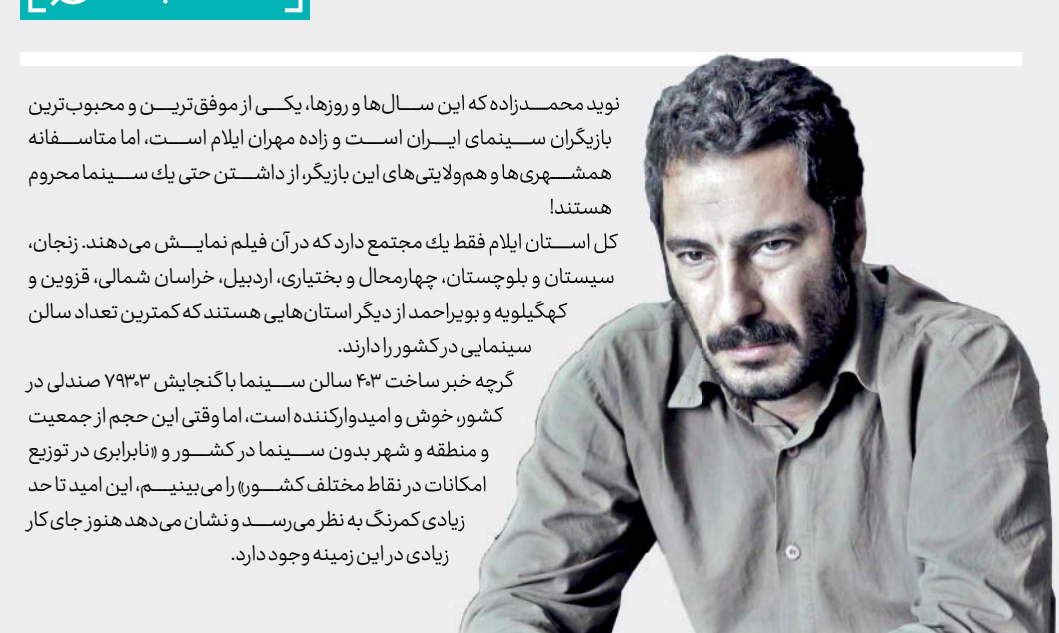 نوید محمدزاده که این سال‌ها و روزها، یکی از موفق‌ترین و محبوب‌ترین
بازیگران سینمای ایران است و زاده مهران ایلام است، اما متاسفانه
همشهری‌ها و هم‌ولایتی‌های این بازیگر، از داشتن حتی یك سینما محروم
هستند!
کل استان ایلام فقط یك مجتمع دارد که در آن فیلم نمایش می‌دهند. زنجان،
سیستان و بلوچستان، چهارمحال و بختیاری، اردبیل، خراسان شمالی، قزوین و
کهگیلویه و بویراحمد از دیگر استان‌هایی هستند که کمترین تعداد سالن
سینمایی در کشور را دارند.
گرچه خبر ساخت ۴۰۳ سالن سینما با گنجایش ۷۹۳۰۳ صندلی در
کشور، خوش و امیدوارکننده است، اما وقتی این حجم از جمعیت
و منطقه و شهر بدون سینما در کشور و «نابرابری در توزیع
امکانات در نقاط مختلف کشور» را می‌بینیم، این امید تا حد
زیادی کمرنگ به نظر می‌رسد و نشان می‌دهد هنوز جای کار
زیادی در این زمینه وجود دارد.